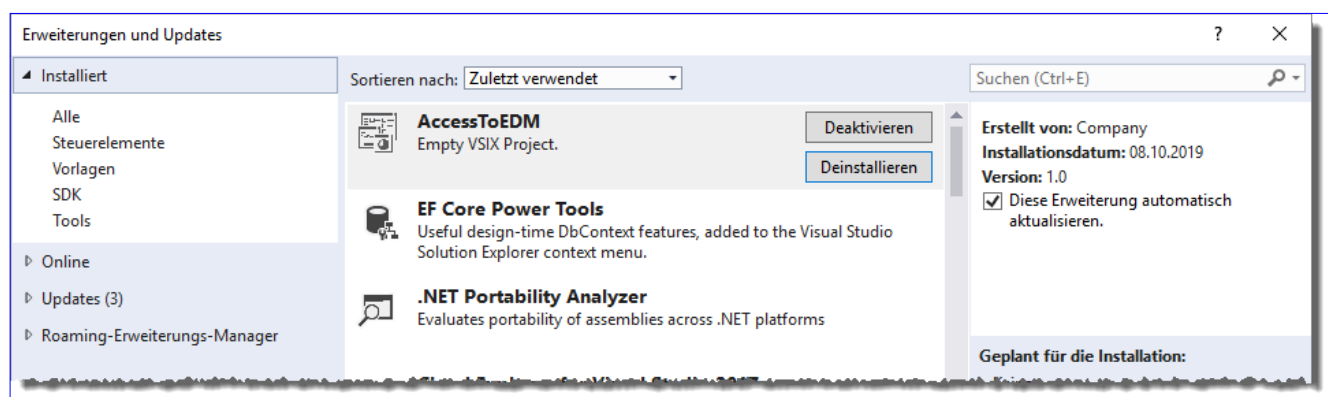 Erweiterungen und Updates
?
Installiert
Alle
Steuerelemente
Vorlagen
SDK
Tools
Online
Updates (3)
Roaming-Erweiterungs-Manager
Sortieren nach: Zuletzt verwendet
AccessToEDM
Empty VSIX Project.
Deaktivieren
Deinstallieren
EF Core Power Tools
Useful design-time DbContext features, added to the Visual Studio
Solution Explorer context menu.
.NET Portability Analyzer
Evaluates portability of assemblies across .NET platforms
Suchen (Ctrl+E)
Erstellt von: Company
Installationsdatum: 08.10.2019
Version: 1.0
Diese Erweiterung automatisch
aktualisieren.
Geplant für die Installation: